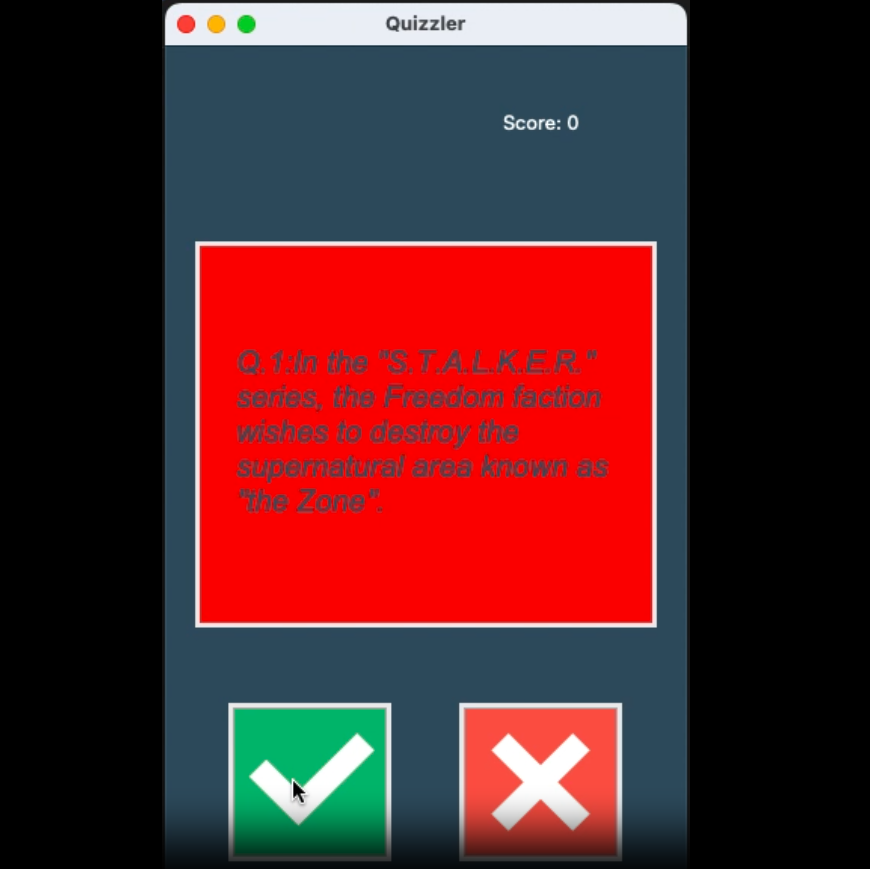 Quizzler
Score: 0
Q.1:In the "S.T.A.L.K.E.R."
series, the Freedom faction
wishes to destroy the
supernatural area known as
"the Zone".